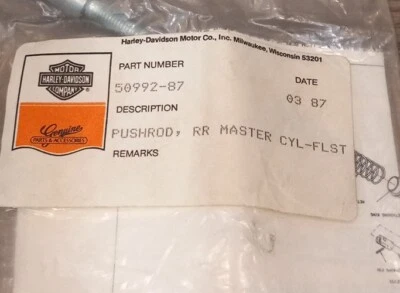 Harley-Davidson Motor Co., Inc. Milwaukee, Wisconsin 53201
MOTOR
HARLEY-DAVIDSON
COMPANY
Genuine
PARTS & ACCESSORIES
PART NUMBER
50992-87
DATE
03 87
DESCRIPTION
PUSHROD, RR MASTER CYL-FLST
REMARKS